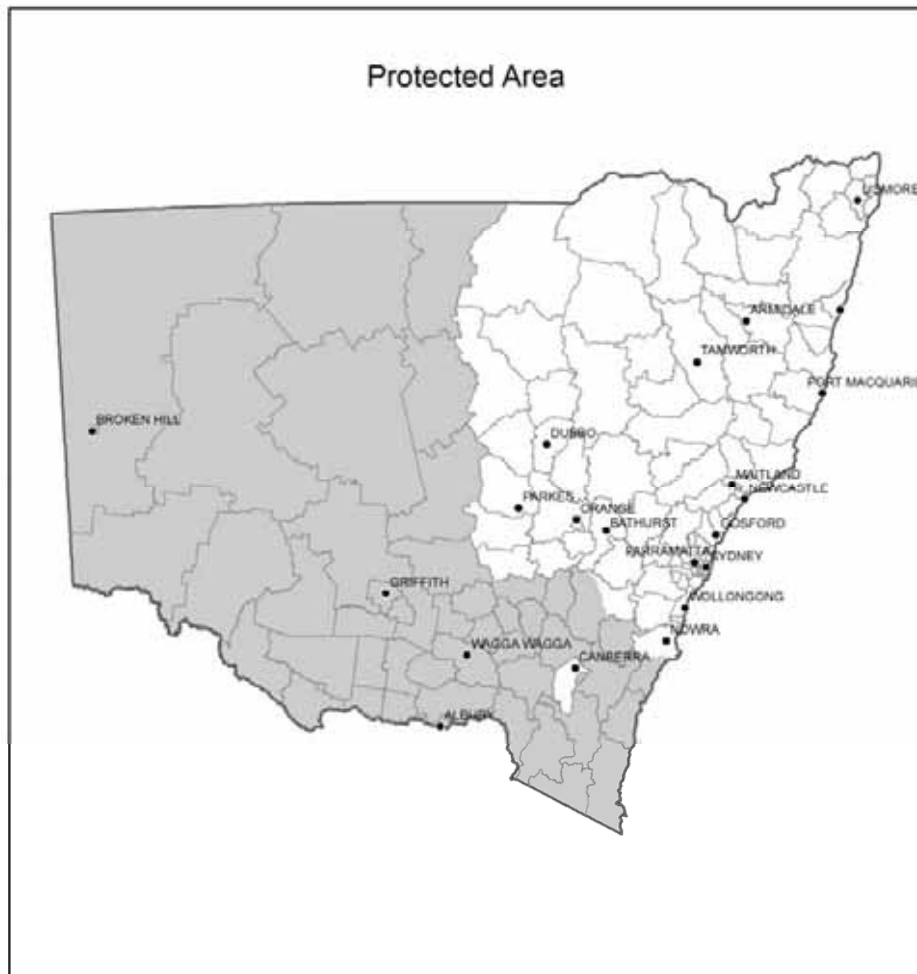 Protected Area
LISMORE
ARMIDALE
TAMWORTH
PORT MACQUARIE
BROKEN HILL
DUBBO
MAITLAND
NEWCASTLE
PARKES
ORANGE
BATHURST
GOSFORD
PARRAMATTA
SYDNEY
GRIFFITH
WOLLONGONG
NOWRA
WAGGA WAGGA
CANBERRA
ALBURY